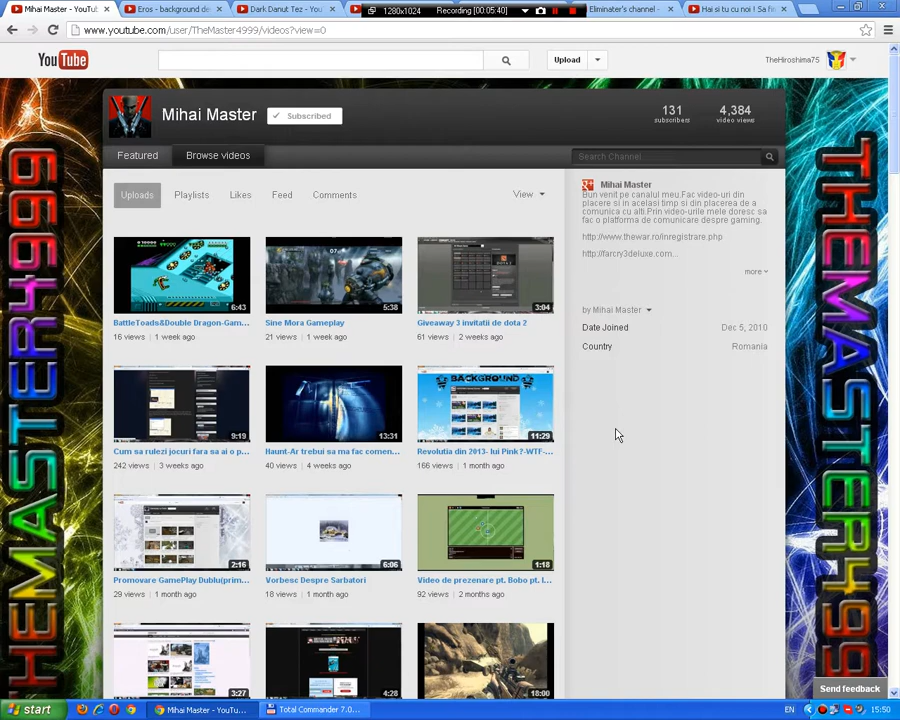 Mihai Master - YouTu
Eros - background de
Dark Danut Tez - You
1280x1024
Recording [00:05:40]
Eliminater's channel -
Hai si tu cu noi ! Sa fi
www.youtube.com/user/TheMaster4999/videos?view=0
YouTube
Upload
TheHiroshima75
Mihai Master
Subscribed
131
subscribers
4,384
video views
Featured
Browse videos
Search Channel...
Uploads
Playlists
Likes
Feed
Comments
View
Mihai Master
Bun venit pe canalul meu.Fac video-uri din
placere si in acelasi timp si din placerea de a
comunica cu alti.Prin video-urile mele doresc sa
fac o platforma de comunicare despre gaming.
http://www.thewar.ro/inregistrare.php
http://farcry3deluxe.com...
more
by Mihai Master
Date Joined
Dec 5, 2010
Country
Romania
6:43
5:38
3:04
BattleToads&Double Dragon-Gam...
Sine Mora Gameplay
Giveaway 3 invitatii de dota 2
16 views | 1 week ago
21 views | 1 week ago
61 views | 2 weeks ago
BACKGROUND
9:19
13:31
11:29
Cum sa rulezi jocuri fara sa ai o p...
Haunt-Ar trebui sa ma fac comen...
Revolutia din 2013- lui Pink ?-WTF-...
242 views | 3 weeks ago
40 views | 4 weeks ago
166 views | 1 month ago
2:16
6:06
1:18
Promovare GamePlay Dublu(prim...
Vorbesc Despre Sarbatori
Video de prezenare pt. Bobo pt. I...
29 views | 1 month ago
18 views | 1 month ago
92 views | 2 months ago
3:27
4:28
18:00
THEMASTER4999
THEMASTER4999
Send feedback
start
Mihai Master - YouTu...
Total Commander 7.0...
EN
15:50